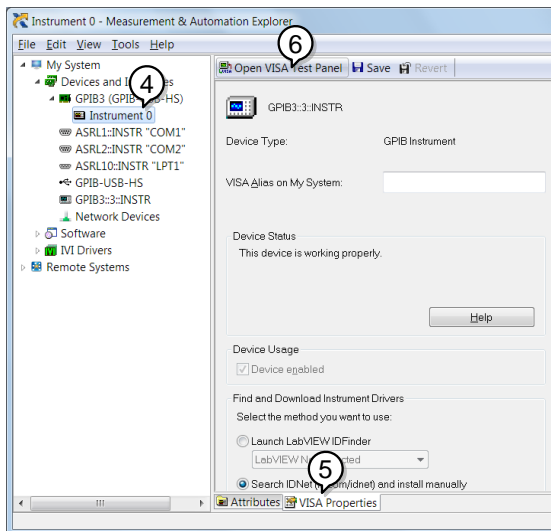 Instrument 0 - Measurement & Automation Explorer
File Edit View Tools Help
6
Open VISA Test Panel Save Revert
My System
Devices and
4
GPIB3 (GPIB-USB-HS)
Instrument 0
ASRL1::INSTR "COM1"
ASRL2::INSTR "COM2"
ASRL10::INSTR "LPT1"
GPIB-USB-HS
GPIB3::3::INSTR
Network Devices
Software
IVI Drivers
Remote Systems
GPIB3::3::INSTR
Device Type: GPIB Instrument
VISA Alias on My System:
Device Status
This device is working properly.
Help
Device Usage
Device enabled
Find and Download Instrument Drivers
Select the method you want to use:
Launch LabVIEW IDFinder
LabVIEW
5
Search IDNet com/idnet) and install manually
Attributes VISA Properties